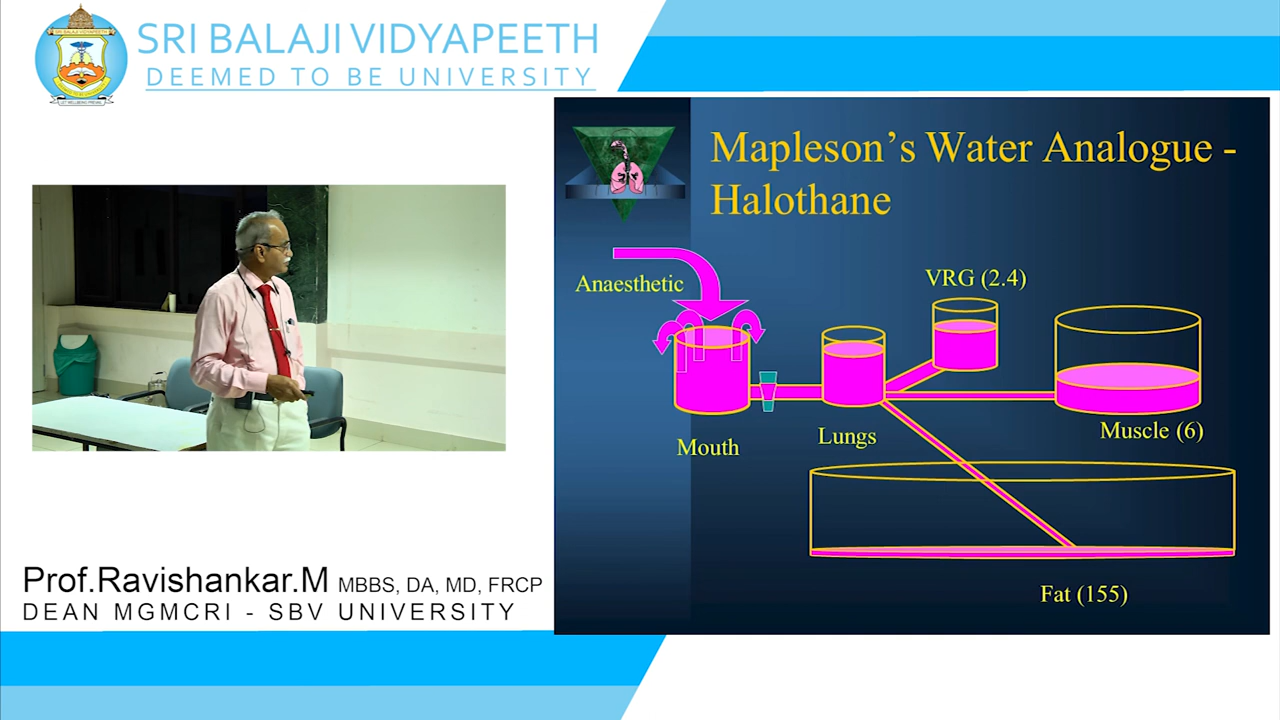 SRI BALAJI VIDYAPEETH
DEEMED TO BE UNIVERSITY
Mapleson’s Water Analogue -
Halothane
Anaesthetic
VRG (2.4)
Mouth
Lungs
Muscle (6)
Fat (155)
Prof.Ravishankar.M MBBS, DA, MD, FRCP
DEAN MGMCRI - SBV UNIVERSITY